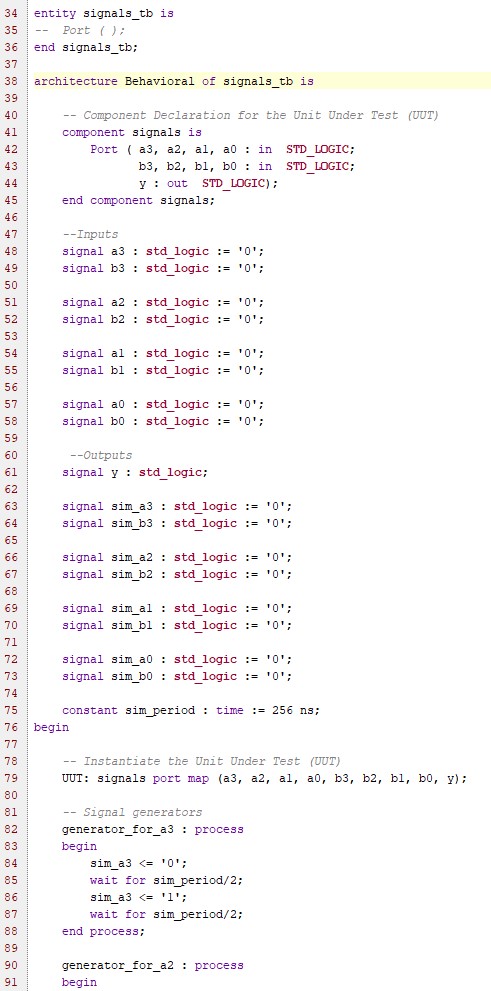 34 entity signals_tb is
35 --  Port ( );
36 end signals_tb;
37
38 architecture Behavioral of signals_tb is
39
40     -- Component Declaration for the Unit Under Test (UUT)
41     component signals is
42         Port ( a3, a2, a1, a0 : in  STD_LOGIC;
43                b3, b2, b1, b0 : in  STD_LOGIC;
44                y : out  STD_LOGIC);
45     end component signals;
46
47     --Inputs
48     signal a3 : std_logic := '0';
49     signal b3 : std_logic := '0';
50
51     signal a2 : std_logic := '0';
52     signal b2 : std_logic := '0';
53
54     signal a1 : std_logic := '0';
55     signal b1 : std_logic := '0';
56
57     signal a0 : std_logic := '0';
58     signal b0 : std_logic := '0';
59
60      --Outputs
61     signal y : std_logic;
62
63     signal sim_a3 : std_logic := '0';
64     signal sim_b3 : std_logic := '0';
65
66     signal sim_a2 : std_logic := '0';
67     signal sim_b2 : std_logic := '0';
68
69     signal sim_a1 : std_logic := '0';
70     signal sim_b1 : std_logic := '0';
71
72     signal sim_a0 : std_logic := '0';
73     signal sim_b0 : std_logic := '0';
74
75     constant sim_period : time := 256 ns;
76 begin
77
78     -- Instantiate the Unit Under Test (UUT)
79     UUT: signals port map (a3, a2, a1, a0, b3, b2, b1, b0, y);
80
81     -- Signal generators
82     generator_for_a3 : process
83     begin
84         sim_a3 <= '0';
85         wait for sim_period/2;
86         sim_a3 <= '1';
87         wait for sim_period/2;
88     end process;
89
90     generator_for_a2 : process
91     begin